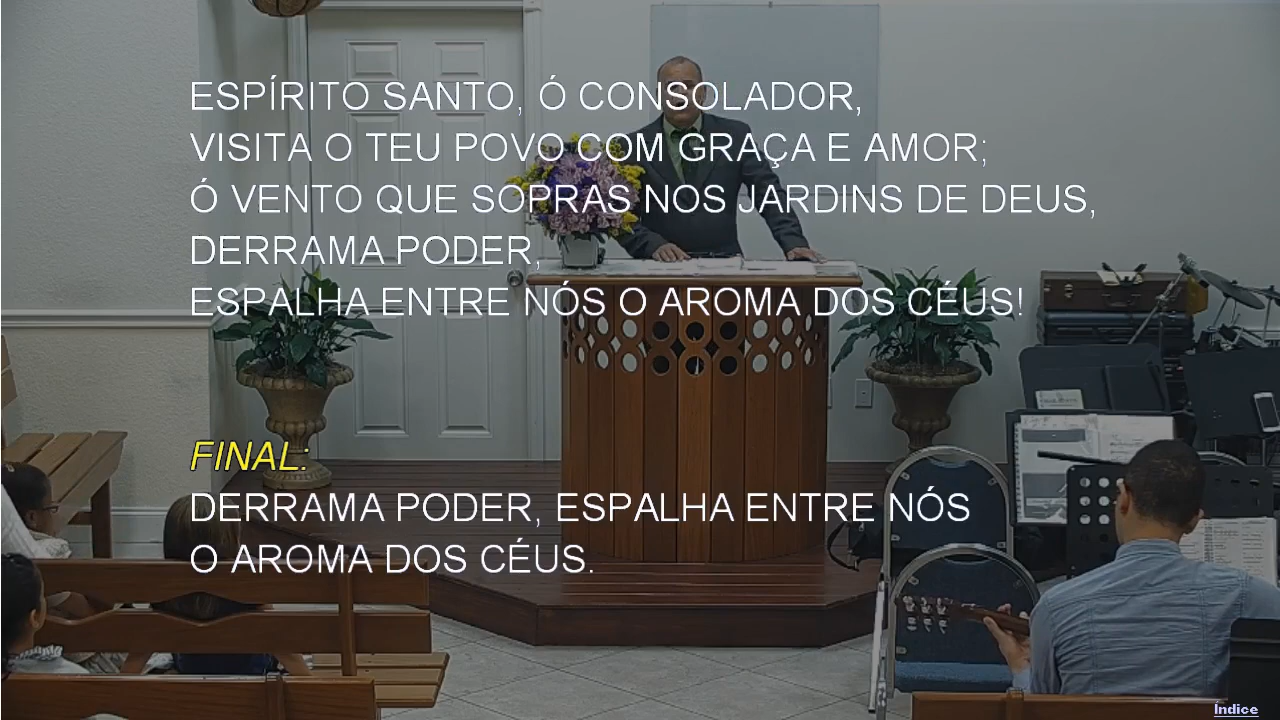 ESPÍRITO SANTO, Ó CONSOLADOR,
VISITA O TEU POVO COM GRAÇA E AMOR;
Ó VENTO QUE SOPRAS NOS JARDINS DE DEUS,
DERRAMA PODER,
ESPALHA ENTRE NÓS O AROMA DOS CÉUS!
FINAL:
DERRAMA PODER, ESPALHA ENTRE NÓS
O AROMA DOS CÉUS.
Índice